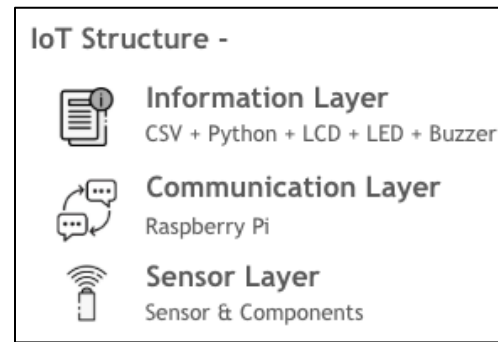 IoT Structure -
Information Layer
CSV + Python + LCD + LED + Buzzer
Communication Layer
Raspberry Pi
Sensor Layer
Sensor & Components